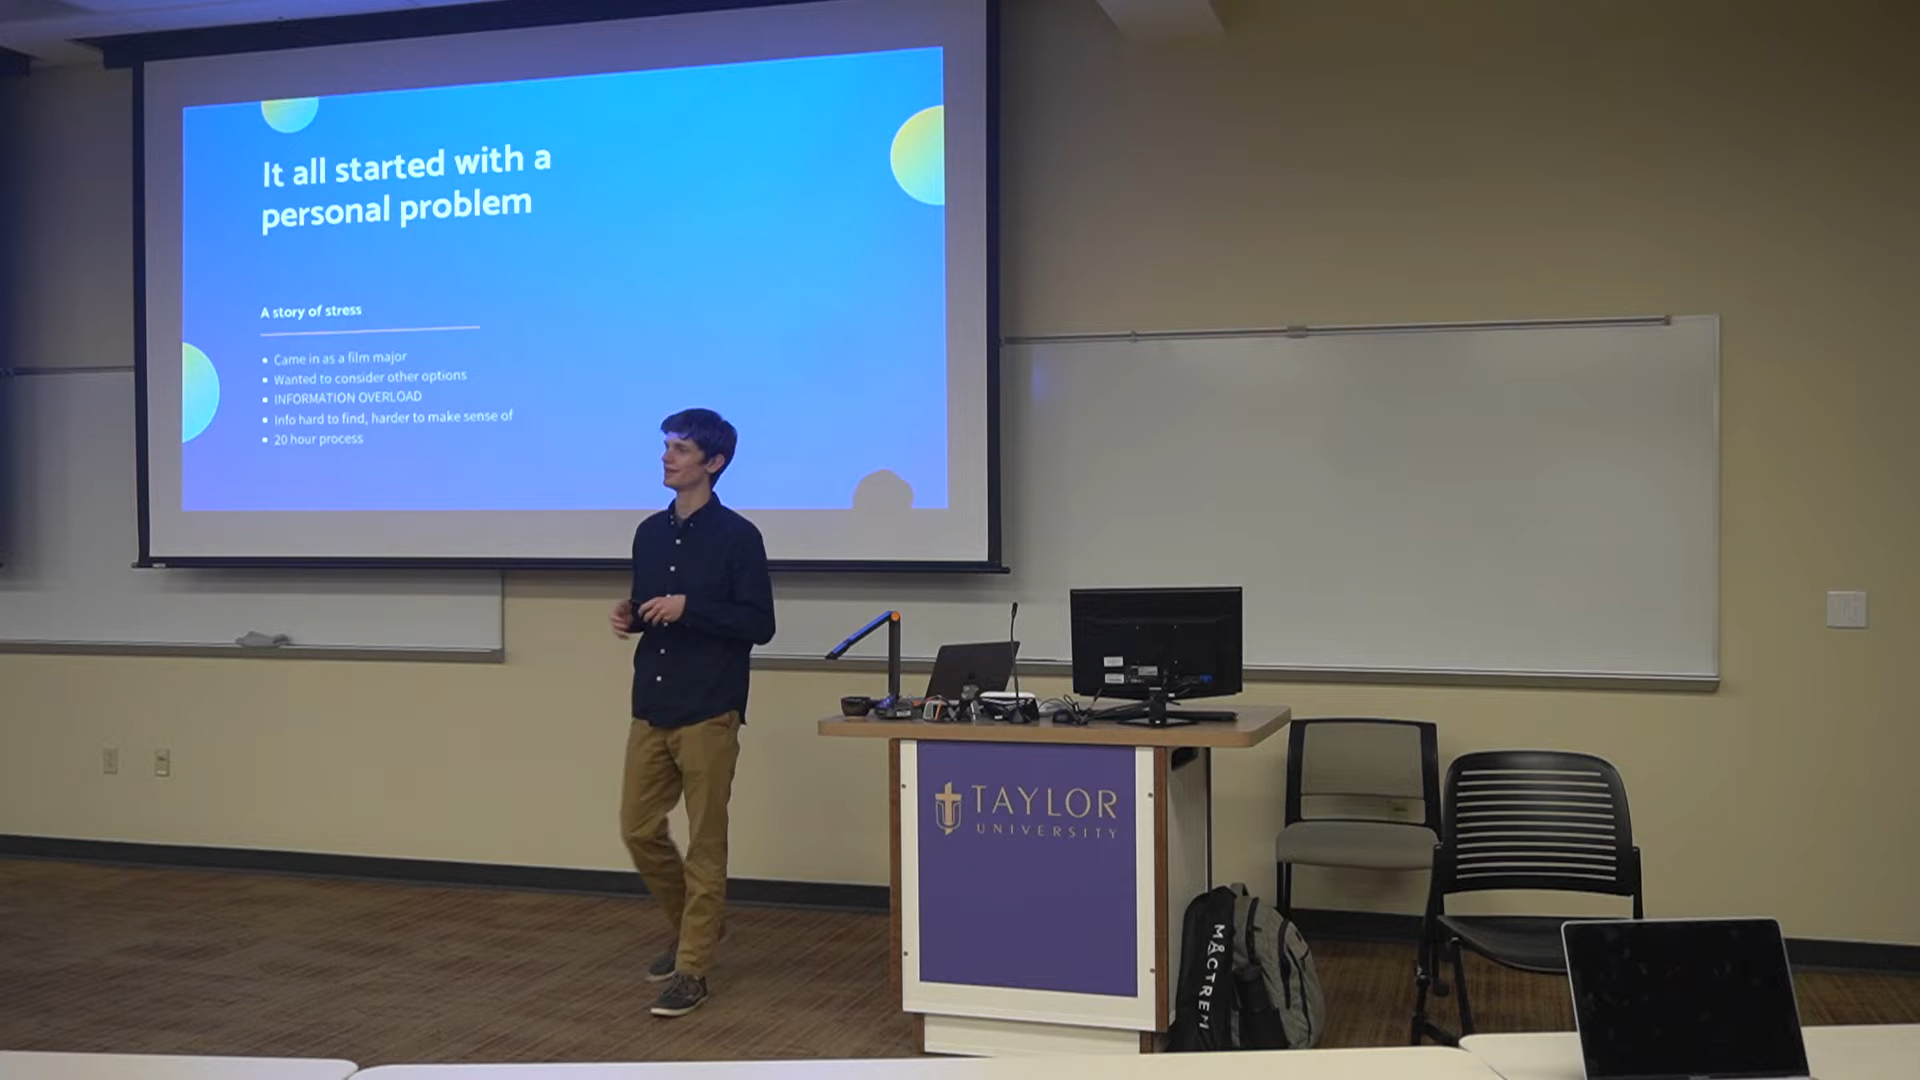 It all started with a
personal problem
A story of stress
• Came in as a film major
• Wanted to consider other options
• INFORMATION OVERLOAD
• Info hard to find, harder to make sense of
• 20 hour process
TAYLOR
UNIVERSITY